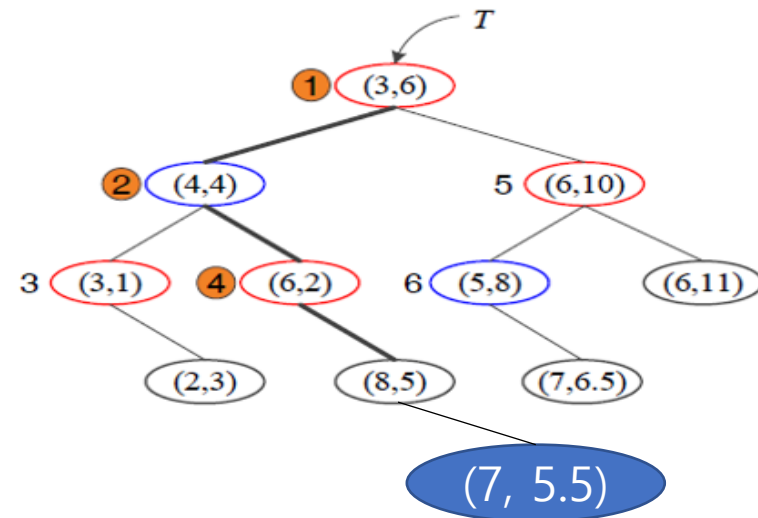 T
1 (3,6)
2 (4,4) 5 (6,10)
3 (3,1) 4 (6,2) 6 (5,8) (6,11)
(2,3) (8,5) (7,6.5)
(7, 5.5)